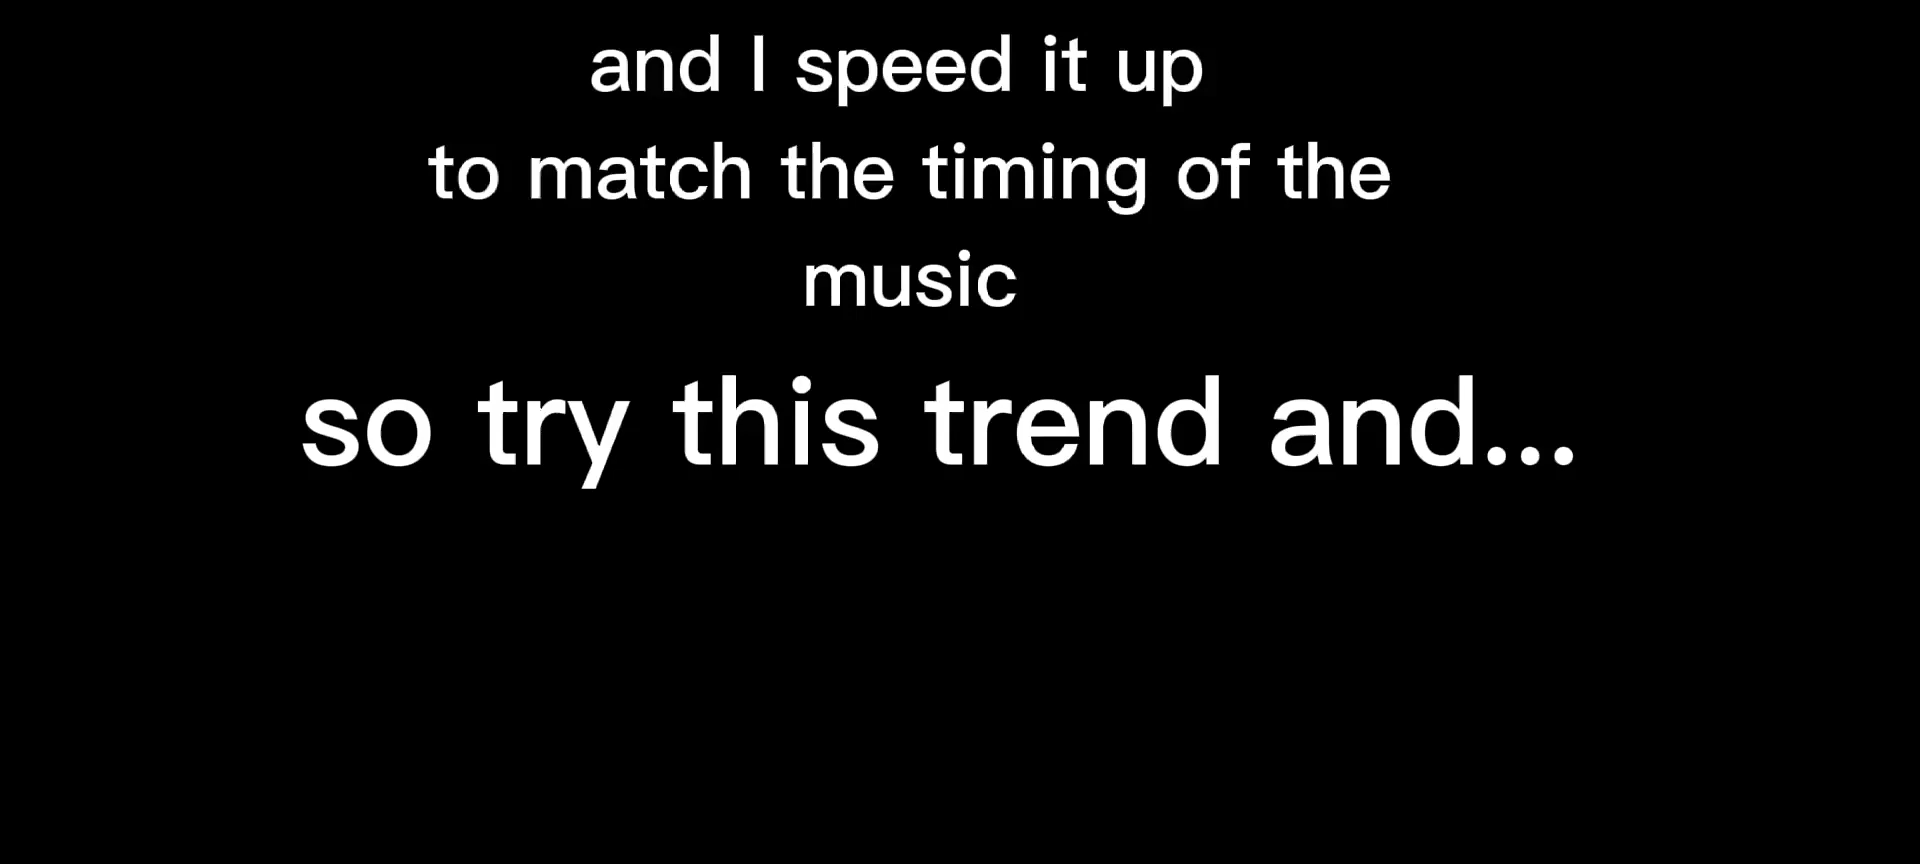 and I speed it up
to match the timing of the
music
so try this trend and...